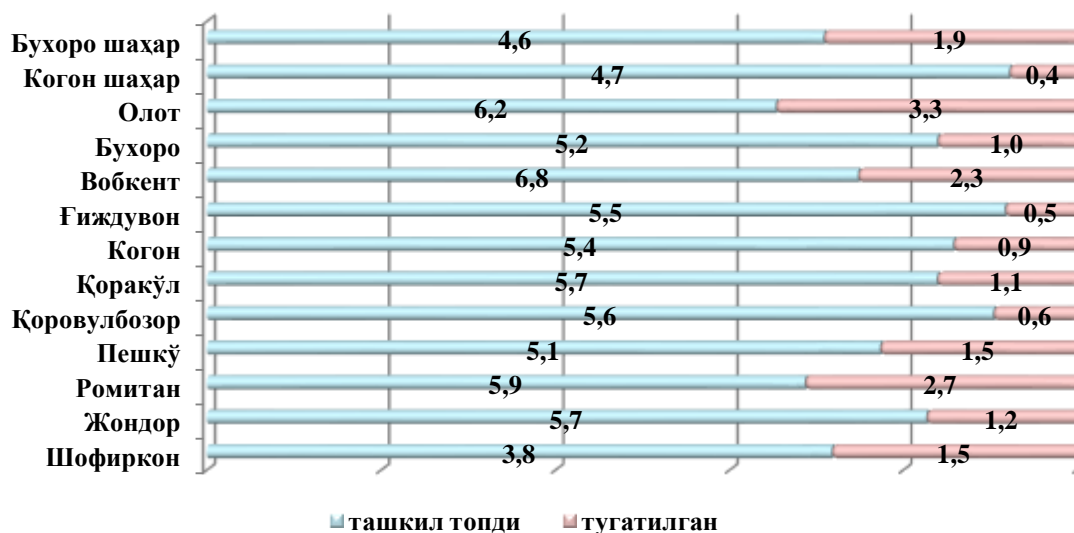 Бухоро шаҳар 4,6 1,9
Когон шаҳар 4,7 0,4
Олот 6,2 3,3
Бухоро 5,2 1,0
Вобкент 6,8 2,3
Ғиждувон 5,5 0,5
Когон 5,4 0,9
Қоракўл 5,7 1,1
Қоровулбозор 5,6 0,6
Пешкў 5,1 1,5
Ромитан 5,9 2,7
Жондор 5,7 1,2
Шофиркон 3,8 1,5
ташкил топди тугатилган